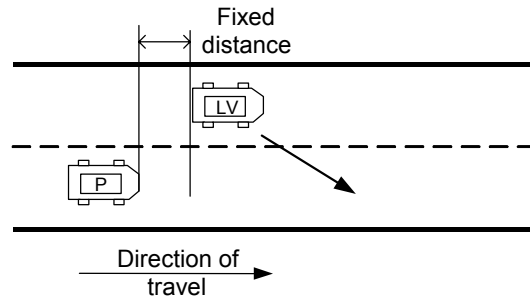 Fixed
distance
LV
P
Direction of
travel